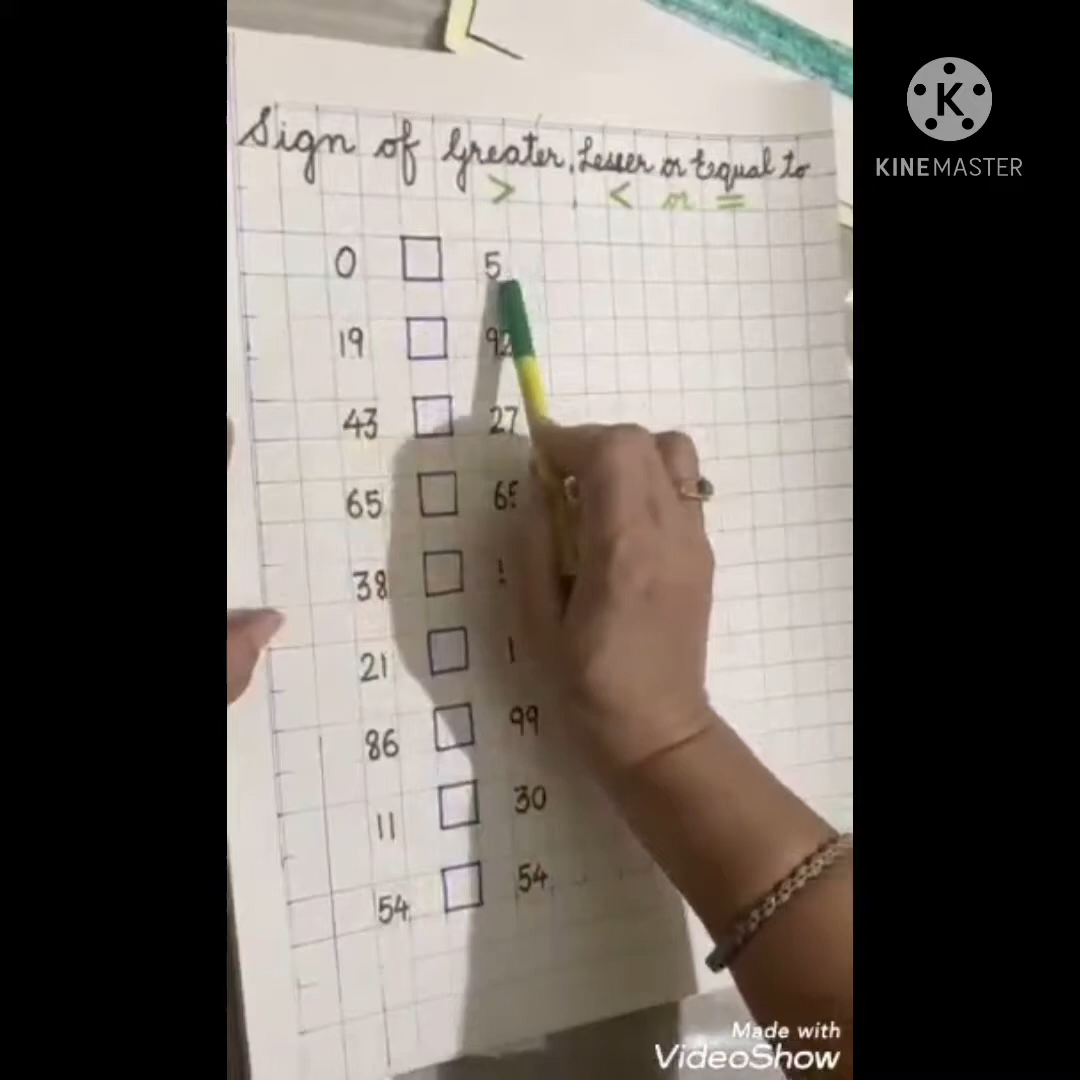 Sign of Greater, Lesser or Equal to
> , < or =
0 □ 5
19 □ 92
43 □ 27
65 □
38 □
21 □
86 □ 99
11 □ 30
54 □ 54
K
KINEMASTER
Made with
VideoShow